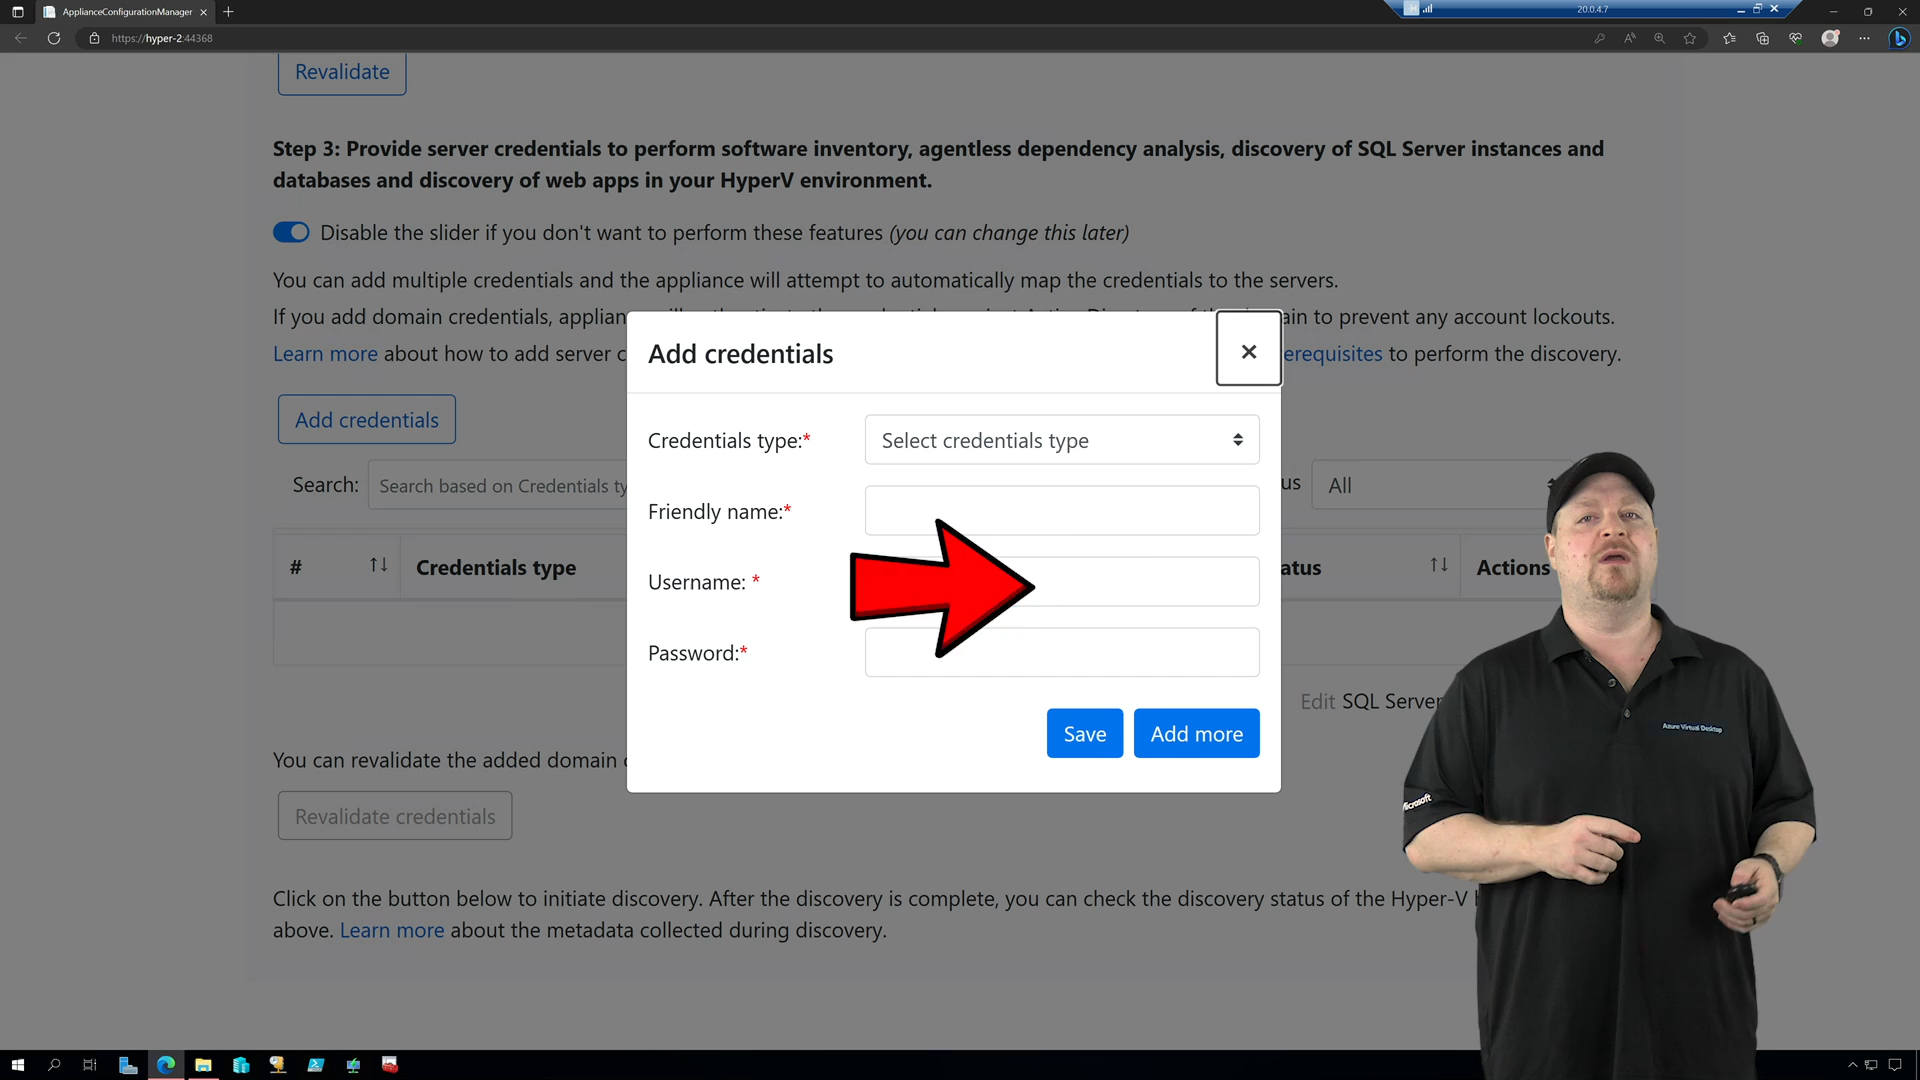 ApplianceConfigurationManager
20.0.4.7
https://hyper-2:44368
Revalidate
Step 3: Provide server credentials to perform software inventory, agentless dependency analysis, discovery of SQL Server instances and
databases and discovery of web apps in your HyperV environment.
Disable the slider if you don't want to perform these features (you can change this later)
You can add multiple credentials and the appliance will attempt to automatically map the credentials to the servers.
If you add domain credentials, to prevent any account lockouts.
Learn more about how to add server to perform the discovery.
Add credentials
Add credentials
Credentials type:*
Select credentials type
Search:
Search based on Credentials
All
Friendly name:*
#
Credentials type
Actions
Username: *
Password:*
Edit SQL Server
Save
Add more
You can revalidate the added domain
Revalidate credentials
Click on the button below to initiate discovery. After the discovery is complete, you can check the discovery status of the Hyper-V
above. Learn more about the metadata collected during discovery.
Azure Virtual Desktop
Microsoft